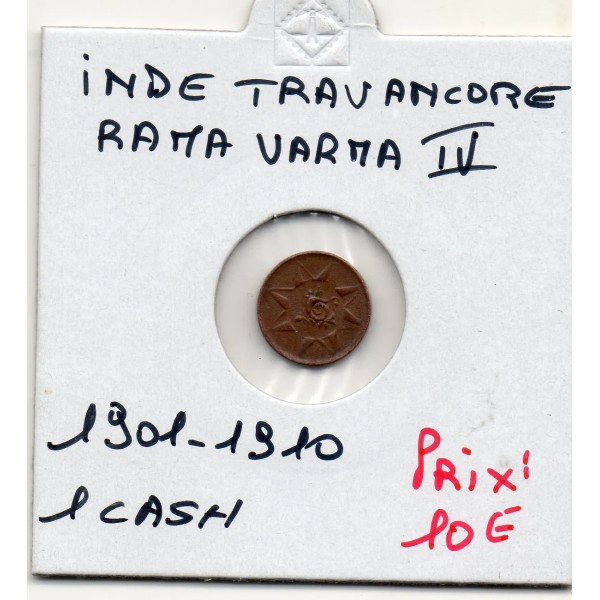 iNDE TRAVANCORE
RAMA VARMA IV
1901-1910
1 CASH
PRiX:
10E